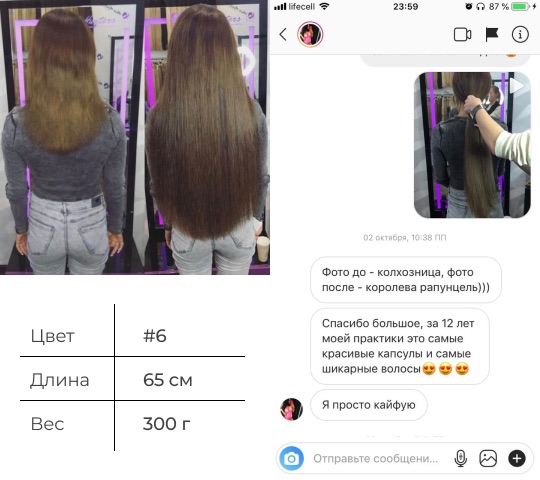 Цвет #6
Длина 65 см
Вес 300 г
lifecell 23:59 87 %
02 октября, 10:38 ПП
Фото до - колхозница, фото
после - королева рапунцель)))
Спасибо большое, за 12 лет
моей практики это самые
красивые капсулы и самые
шикарные волосы😍 😍 😍
Я просто кайфую
Отправьте сообщени...